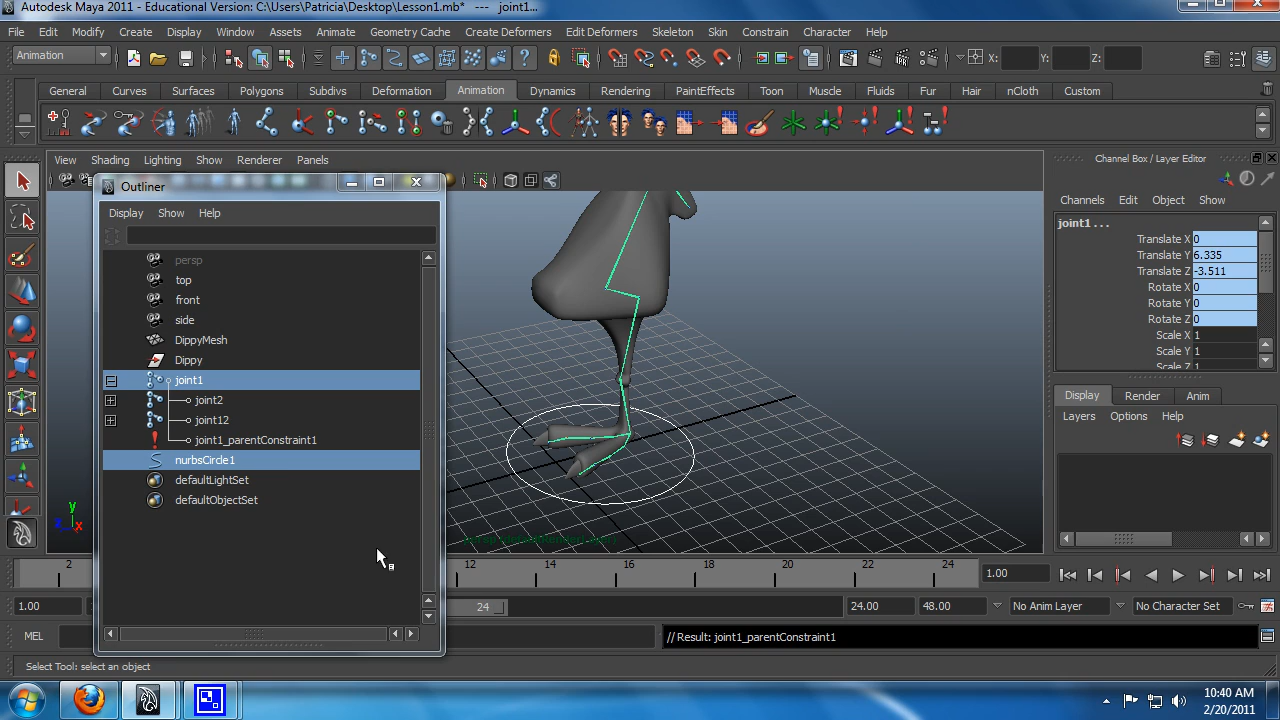 Autodesk Maya 2011 - Educational Version: C:\Users\Patricia\Desktop\Lesson1.mb* --- joint1...
File Edit Modify Create Display Window Assets Animate Geometry Cache Create Deformers Edit Deformers Skeleton Skin Constrain Character Help
Animation X: Y: Z:
General Curves Surfaces Polygons Subdivs Deformation Animation Dynamics Rendering PaintEffects Toon Muscle Fluids Fur Hair nCloth Custom
View Shading Lighting Show Renderer Panels
Channel Box / Layer Editor
Outliner
Display Show Help
persp
top
front
side
DippyMesh
Dippy
joint1
joint2
joint12
joint1_parentConstraint1
nurbsCircle1
defaultLightSet
defaultObjectSet
y
x
Channels Edit Object Show
joint1 . . .
Translate X 0
Translate Y 6.335
Translate Z -3.511
Rotate X 0
Rotate Y 0
Rotate Z 0
Scale X 1
Scale Y 1
Scale Z 1
Display Render Anim
Layers Options Help
2 12 14 16 18 20 22 24 1.00
1.00 24 24.00 48.00 No Anim Layer No Character Set
MEL // Result: joint1_parentConstraint1
Select Tool: select an object
10:40 AM
2/20/2011